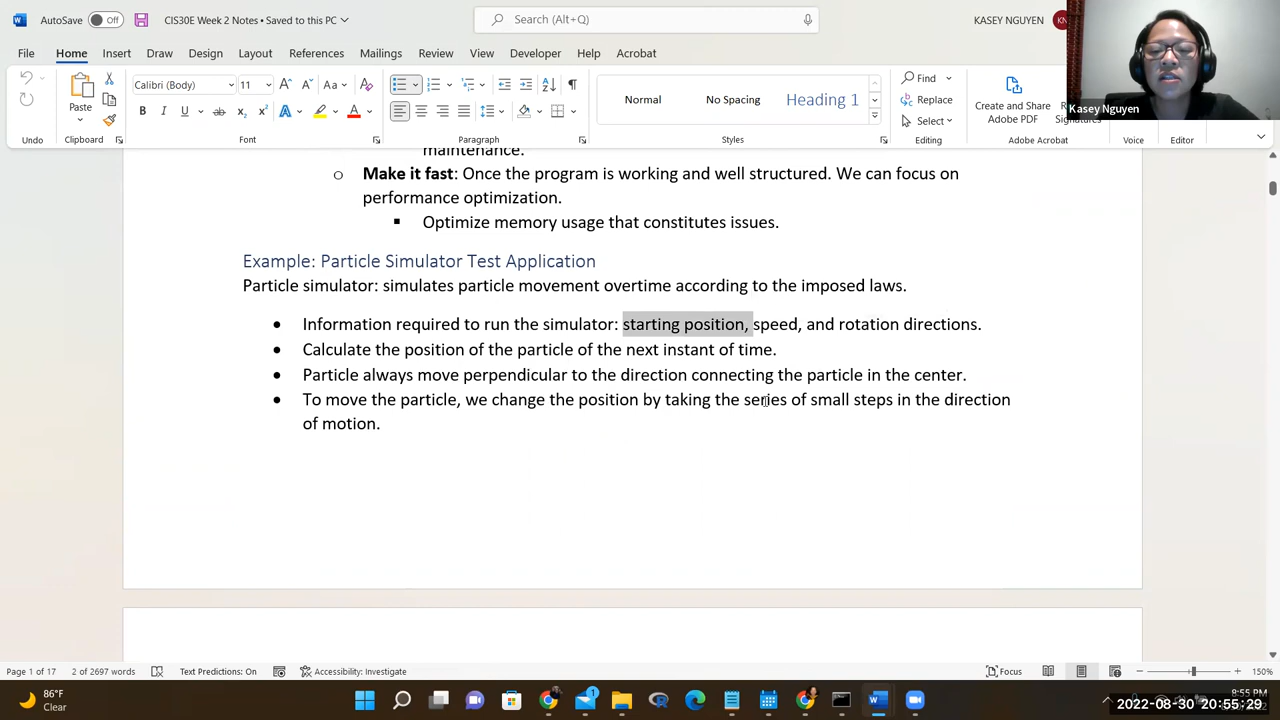 AutoSave Off CIS30E Week 2 Notes • Saved to this PC Search (Alt+Q) KASEY NGUYEN
File Home Insert Draw Design Layout References Mailings Review View Developer Help Acrobat
Kasey Nguyen
Paste
Calibri (Body) 11 Aa
Normal No Spacing Heading 1
Find
Replace
Select
Create and Share
Adobe PDF
Signatures
Undo Clipboard Font Paragraph Styles Editing Adobe Acrobat Voice Editor
maintenance.
o Make it fast: Once the program is working and well structured. We can focus on
performance optimization.
▪ Optimize memory usage that constitutes issues.
Example: Particle Simulator Test Application
Particle simulator: simulates particle movement overtime according to the imposed laws.
• Information required to run the simulator: starting position, speed, and rotation directions.
• Calculate the position of the particle of the next instant of time.
• Particle always move perpendicular to the direction connecting the particle in the center.
• To move the particle, we change the position by taking the series of small steps in the direction
of motion.
Page 1 of 17 2 of 2697 words Text Predictions: On Accessibility: Investigate Focus 150%
86°F
Clear
8:55 PM
2022-08-30 20:55:29